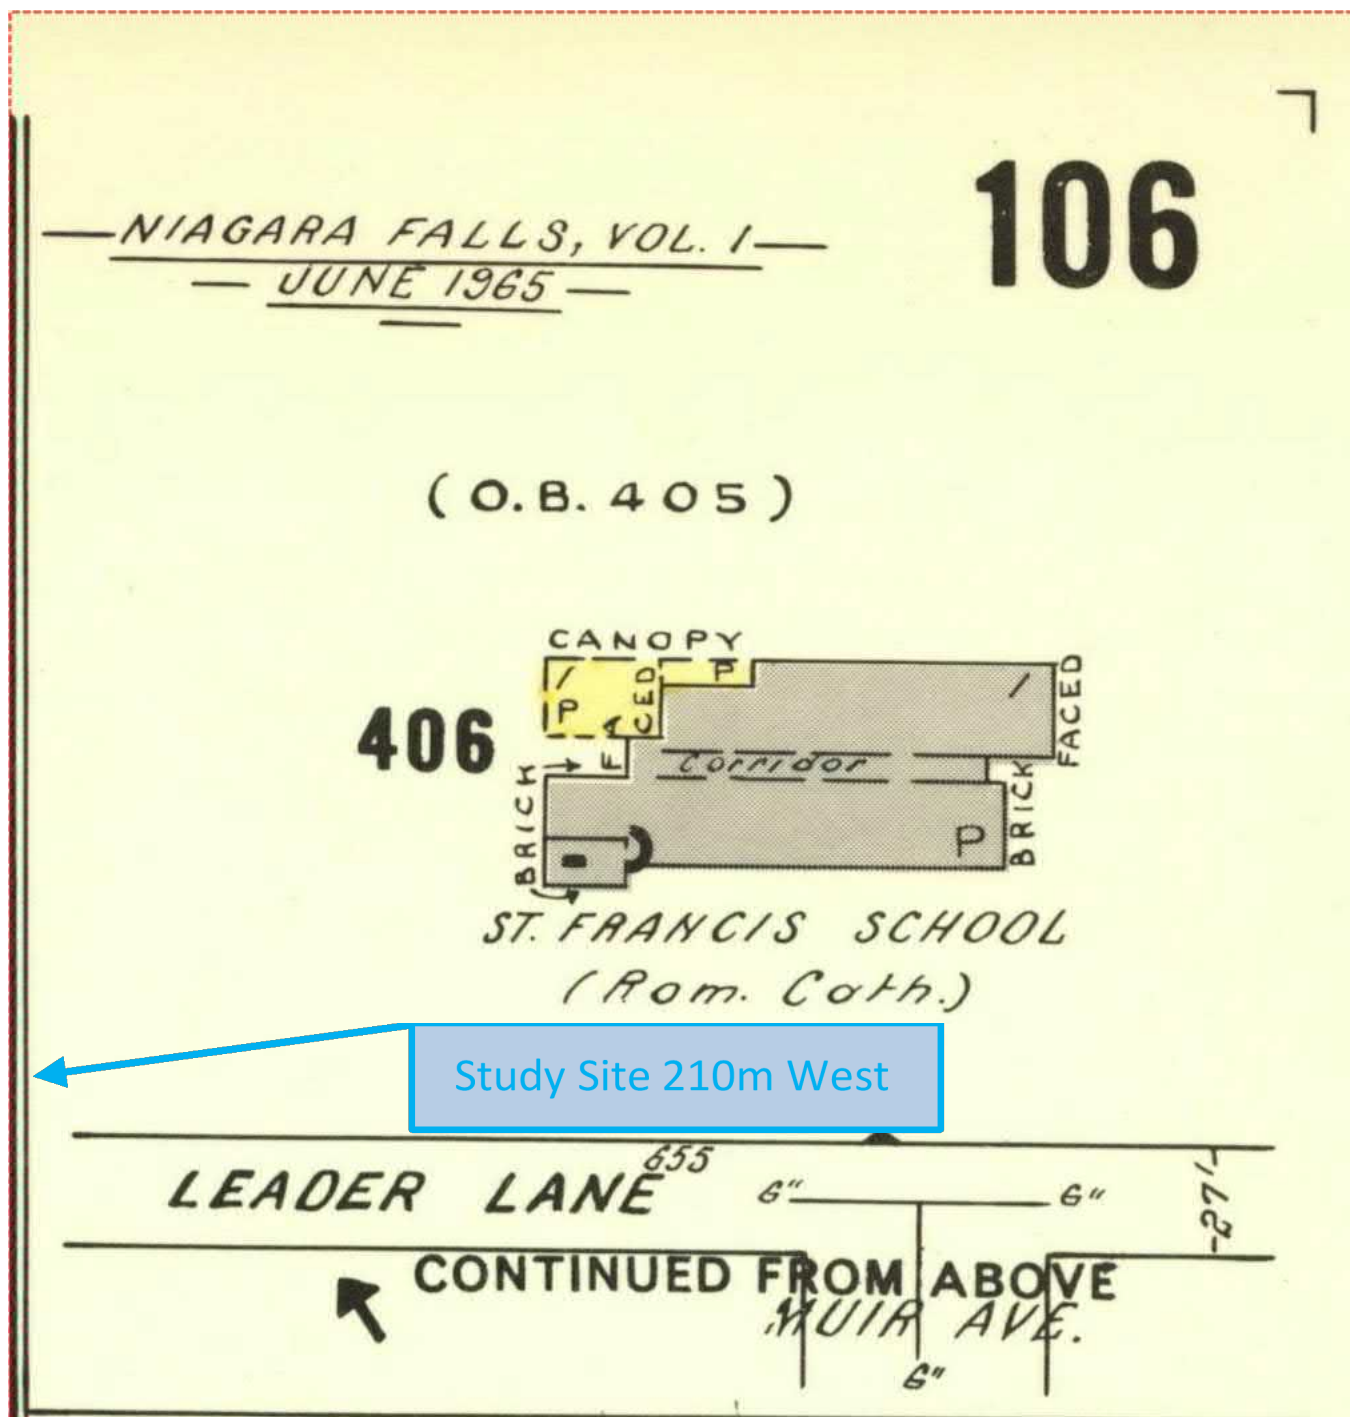 106
NIAGARA FALLS, VOL. 1
JUNE 1965
( O.B. 405 )
CANOPY
/
P
P
FACED
/
FACED
406
BRICK
Corridor
BRICK
P
ST. FRANCIS SCHOOL
(Rom. Cath.)
Study Site 210m West
655
LEADER LANE
6"
6"
27'
CONTINUED FROM ABOVE
MUIR AVE.
6"